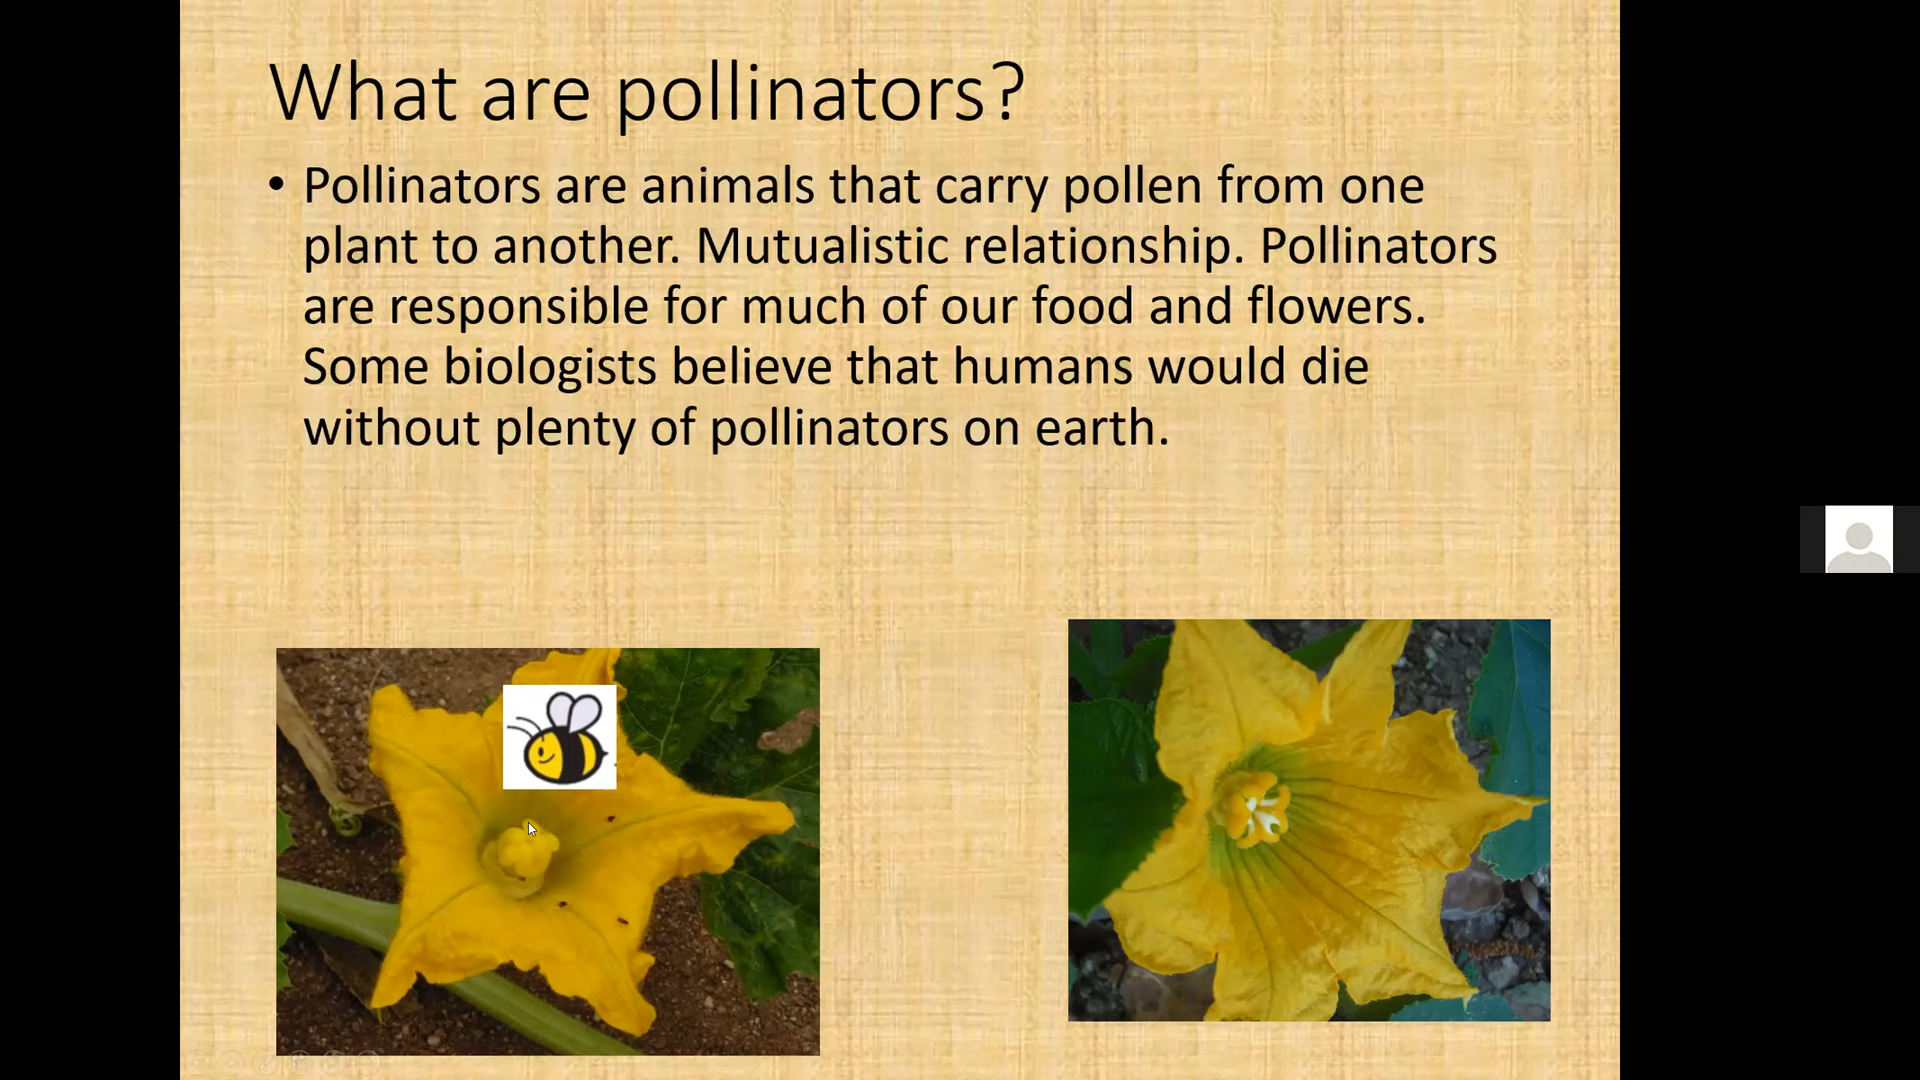 What are pollinators?
• Pollinators are animals that carry pollen from one
plant to another. Mutualistic relationship. Pollinators
are responsible for much of our food and flowers.
Some biologists believe that humans would die
without plenty of pollinators on earth.